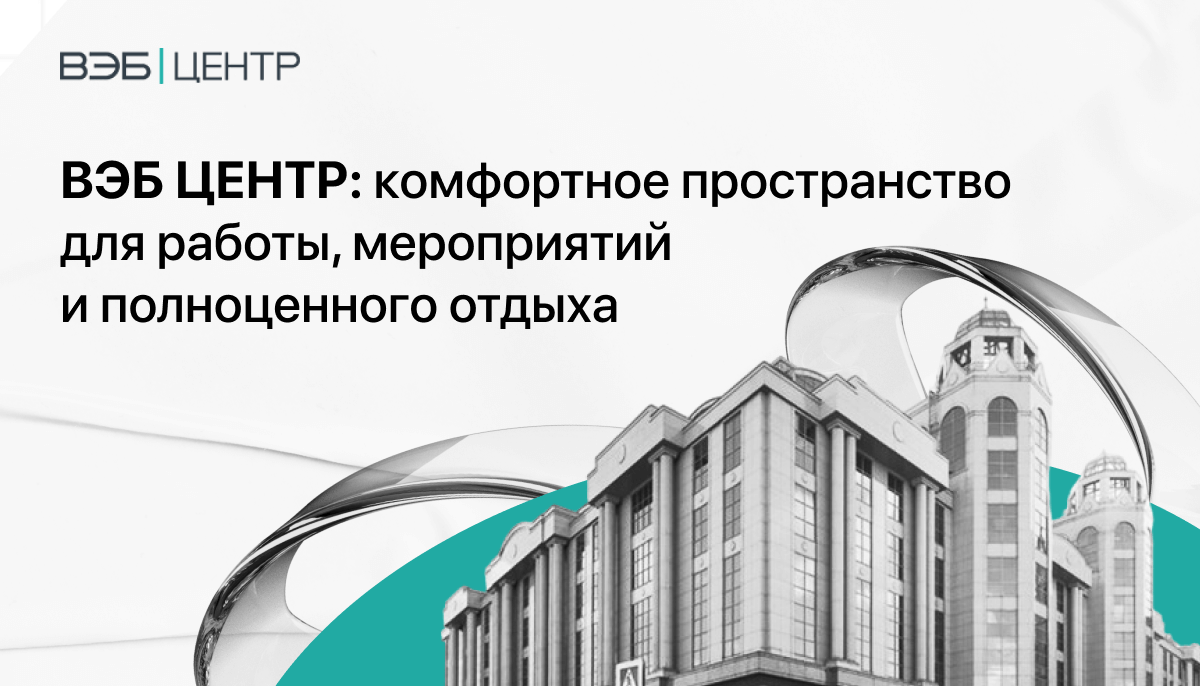 ВЭБ|ЦЕНТР
ВЭБ ЦЕНТР: комфортное пространство
для работы, мероприятий
и полноценного отдыха